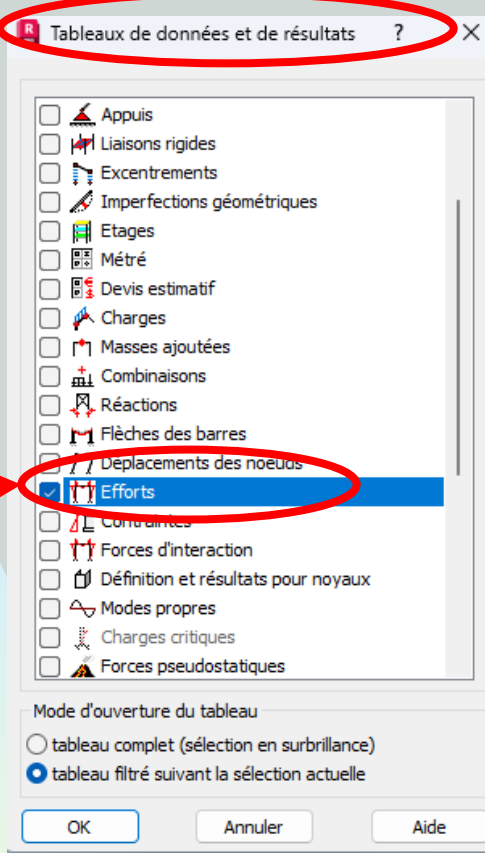 Tableaux de données et de résultats ?
Appuis
Liaisons rigides
Excentrements
Imperfections géométriques
Etages
Métré
Devis estimatif
Charges
Masses ajoutées
Combinaisons
Réactions
Flèches des barres
Déplacements des noeuds
Efforts
Contraintes
Forces d'interaction
Définition et résultats pour noyaux
Modes propres
Charges critiques
Forces pseudostatiques
Mode d'ouverture du tableau
tableau complet (sélection en surbrillance)
tableau filtré suivant la sélection actuelle
OK Annuler Aide